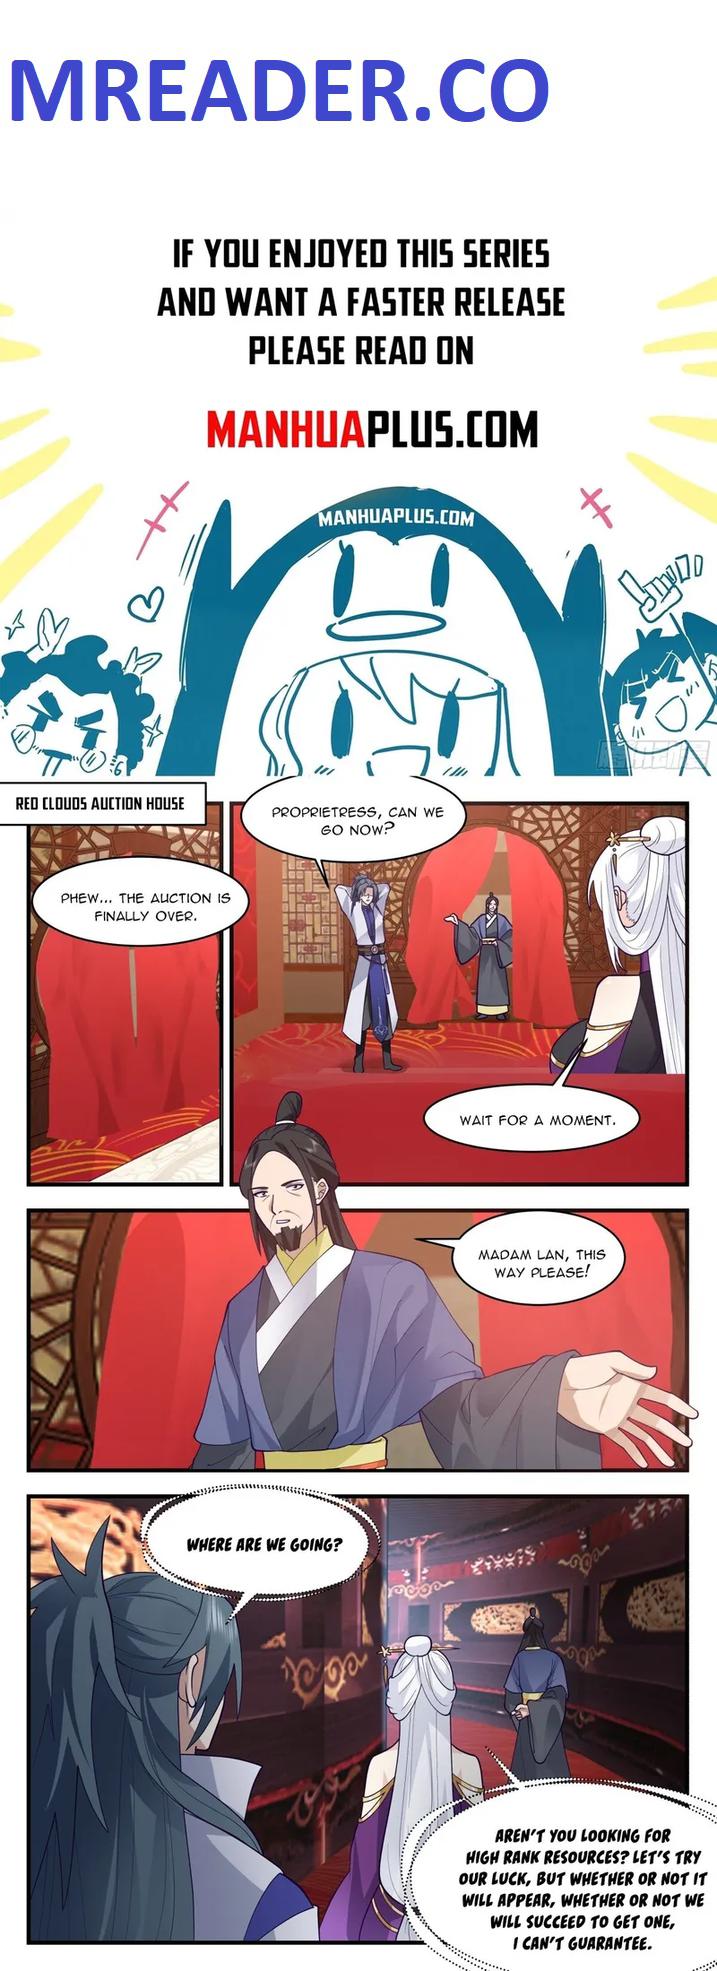 MREADER.CO
IF YOU ENJOYED THIS SERIES
AND WANT A FASTER RELEASE
PLEASE READ ON
MANHUAPLUS.COM
MANHUAPLUS.COM
RED CLOUDS AUCTION HOUSE
PHEW... THE AUCTION IS
FINALLY OVER.
PROPRIETRESS, CAN WE
GO NOW?
WAIT FOR A MOMENT.
MADAM LAN, THIS
WAY PLEASE!
WHERE ARE WE GOING?
AREN'T YOU LOOKING FOR
HIGH RANK RESOURCES? LET'S TRY
OUR LUCK, BUT WHETHER OR NOT IT
WILL APPEAR, WHETHER OR NOT WE
WILL SUCCEED TO GET ONE,
I CAN'T GUARANTEE.